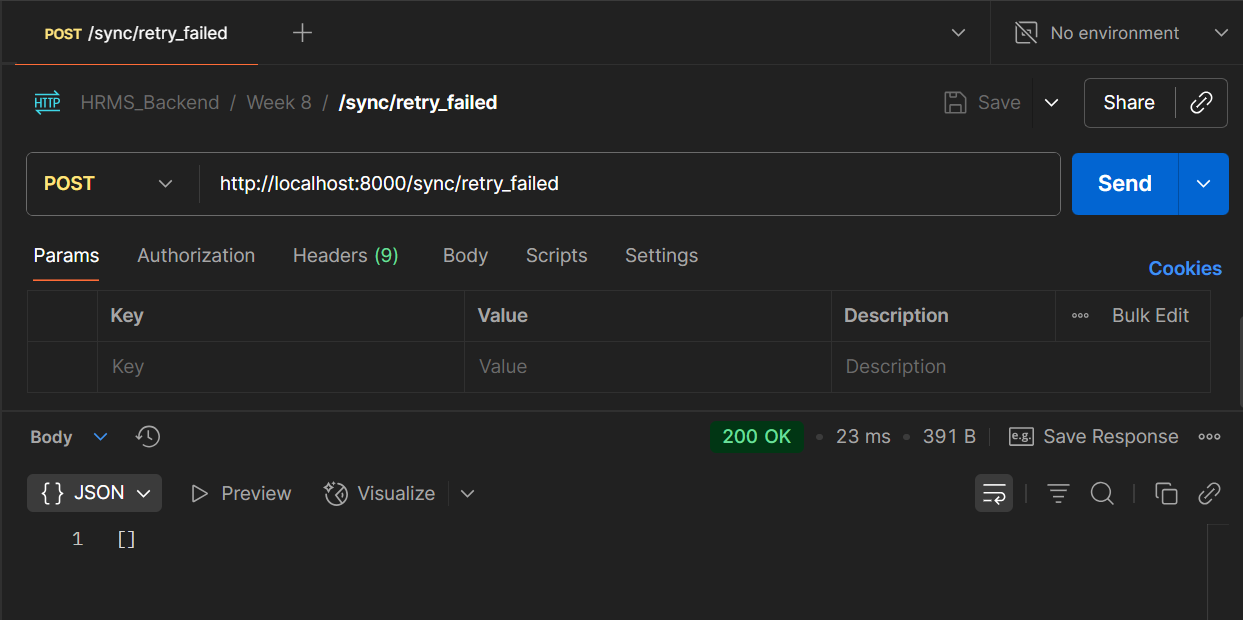 POST /sync/retry_failed
No environment
HTTP HRMS_Backend / Week 8 / /sync/retry_failed
Save
Share
POST
http://localhost:8000/sync/retry_failed
Send
Params Authorization Headers (9) Body Scripts Settings
Cookies
Key Value Description Bulk Edit
Key Value Description
Body
200 OK • 23 ms • 391 B
e.g. Save Response
{} JSON Preview Visualize
1 []